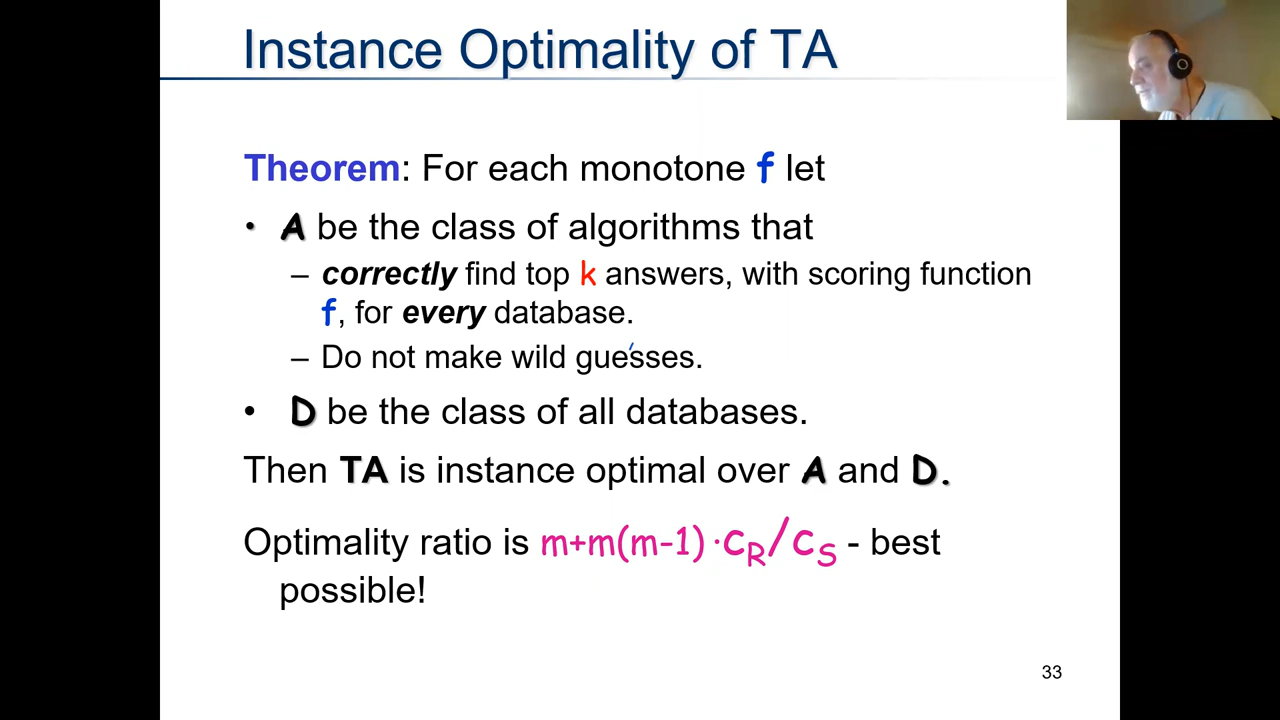 Instance Optimality of TA
Theorem: For each monotone f let
• A be the class of algorithms that
– correctly find top k answers, with scoring function
f, for every database.
– Do not make wild guesses.
• D be the class of all databases.
Then TA is instance optimal over A and D.
Optimality ratio is m+m(m-1)·cR/cS - best
possible!
33